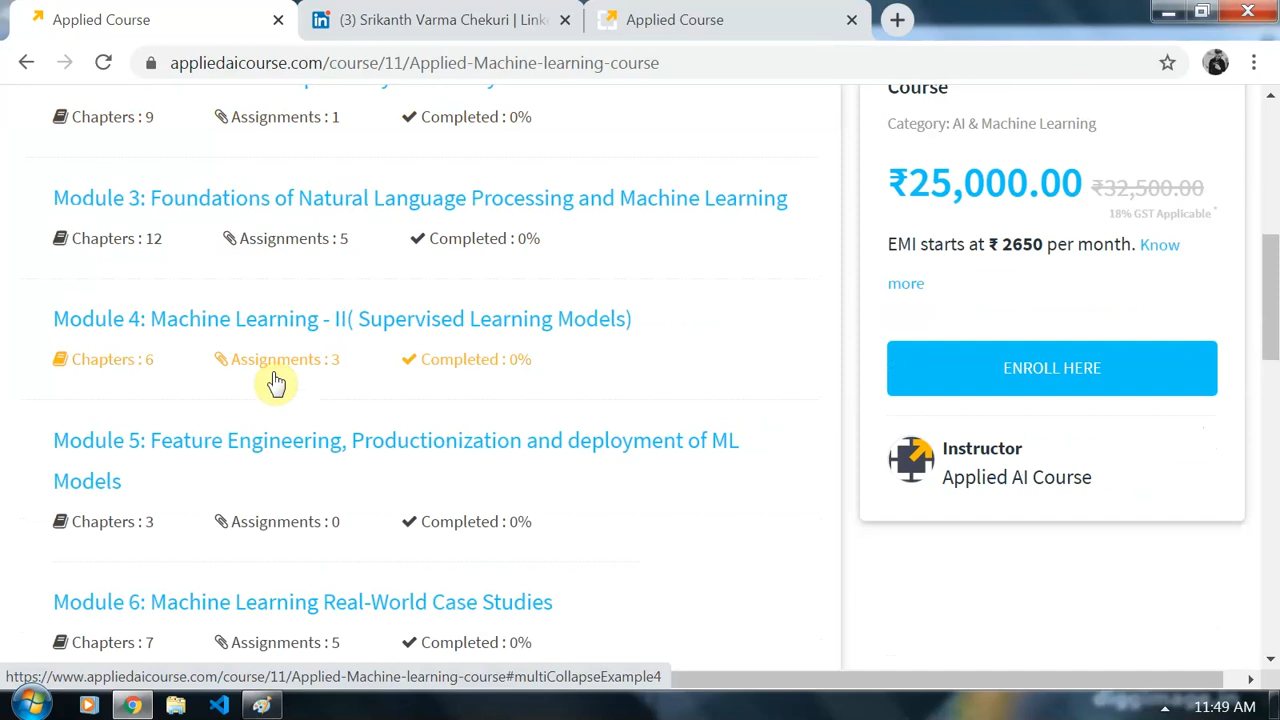 Applied Course
(3) Srikanth Varma Chekuri | Link
Applied Course
appliedaicourse.com/course/11/Applied-Machine-learning-course
Chapters : 9 Assignments : 1 Completed : 0%
Module 3: Foundations of Natural Language Processing and Machine Learning
Chapters : 12 Assignments : 5 Completed : 0%
Module 4: Machine Learning - II( Supervised Learning Models)
Chapters : 6 Assignments : 3 Completed : 0%
Module 5: Feature Engineering, Productionization and deployment of ML
Models
Chapters : 3 Assignments : 0 Completed : 0%
Module 6: Machine Learning Real-World Case Studies
Chapters : 7 Assignments : 5 Completed : 0%
Course
Category: AI & Machine Learning
₹25,000.00 ₹32,500.00
18% GST Applicable *
EMI starts at ₹ 2650 per month. Know
more
ENROLL HERE
Instructor
Applied AI Course
https://www.appliedaicourse.com/course/11/Applied-Machine-learning-course#multiCollapseExample4
11:49 AM